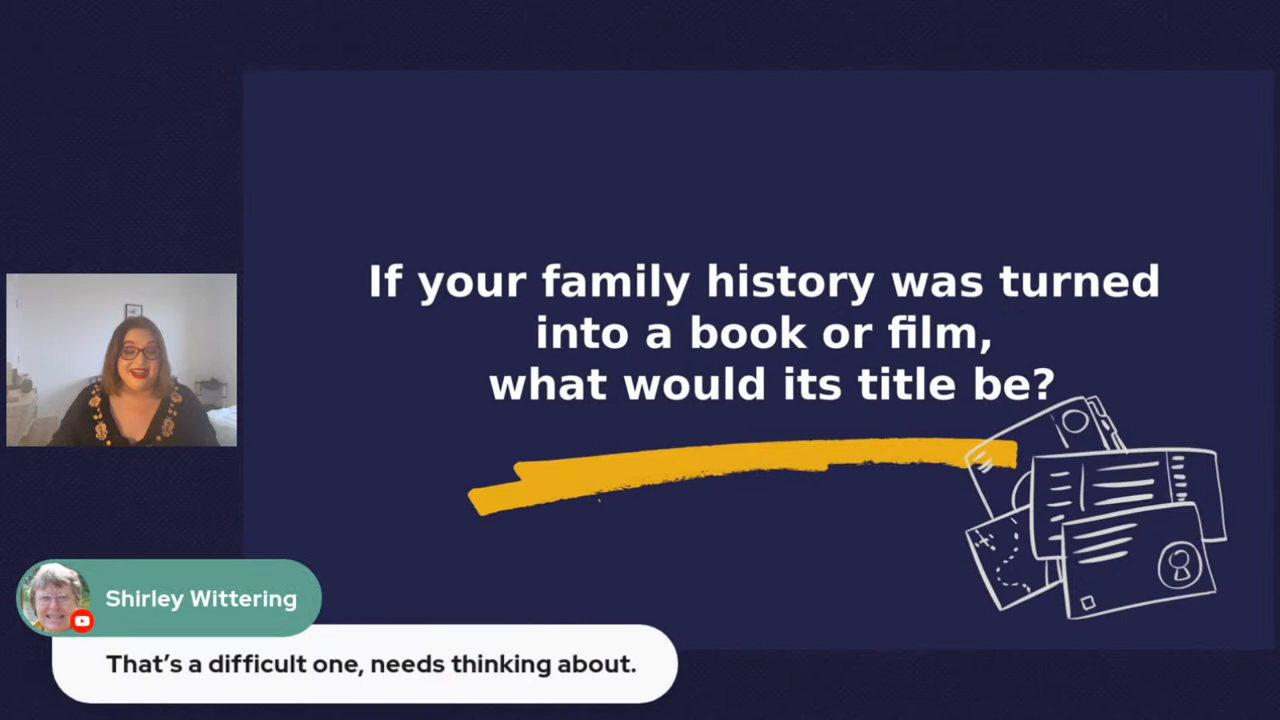 If your family history was turned
into a book or film,
what would its title be?
Shirley Wittering
That’s a difficult one, needs thinking about.